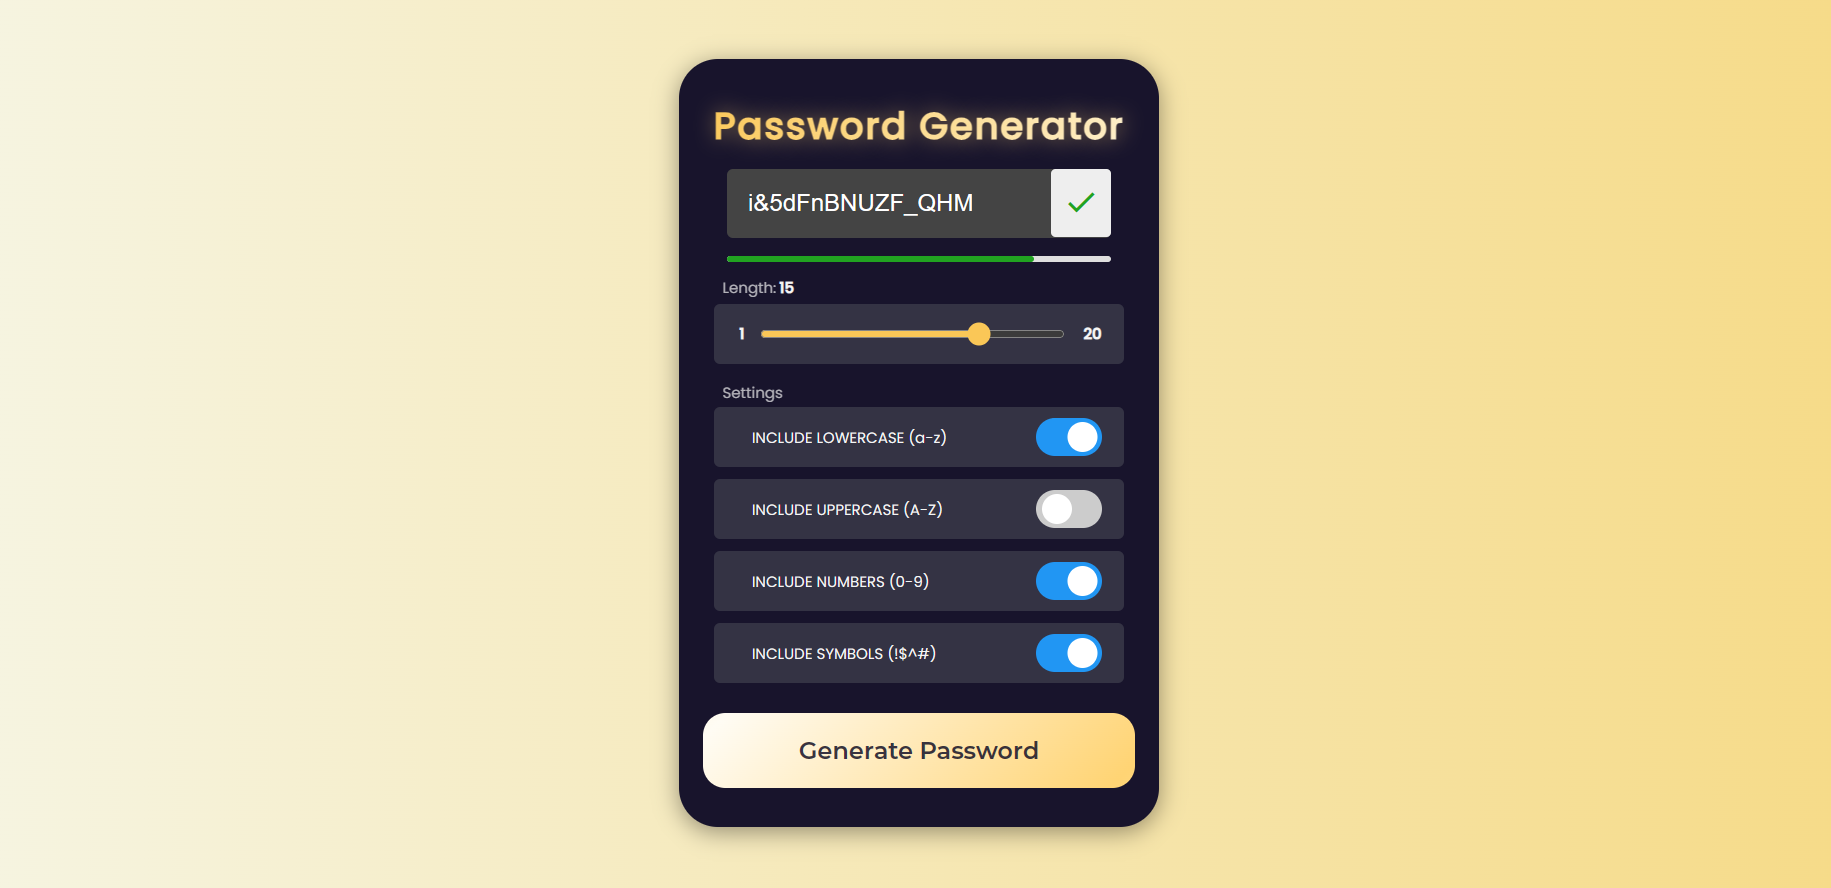 Password Generator
i&5dFnBNUZF_QHM
Length: 15
1 20
Settings
INCLUDE LOWERCASE (a-z)
INCLUDE UPPERCASE (A-Z)
INCLUDE NUMBERS (0-9)
INCLUDE SYMBOLS (!$^#)
Generate Password